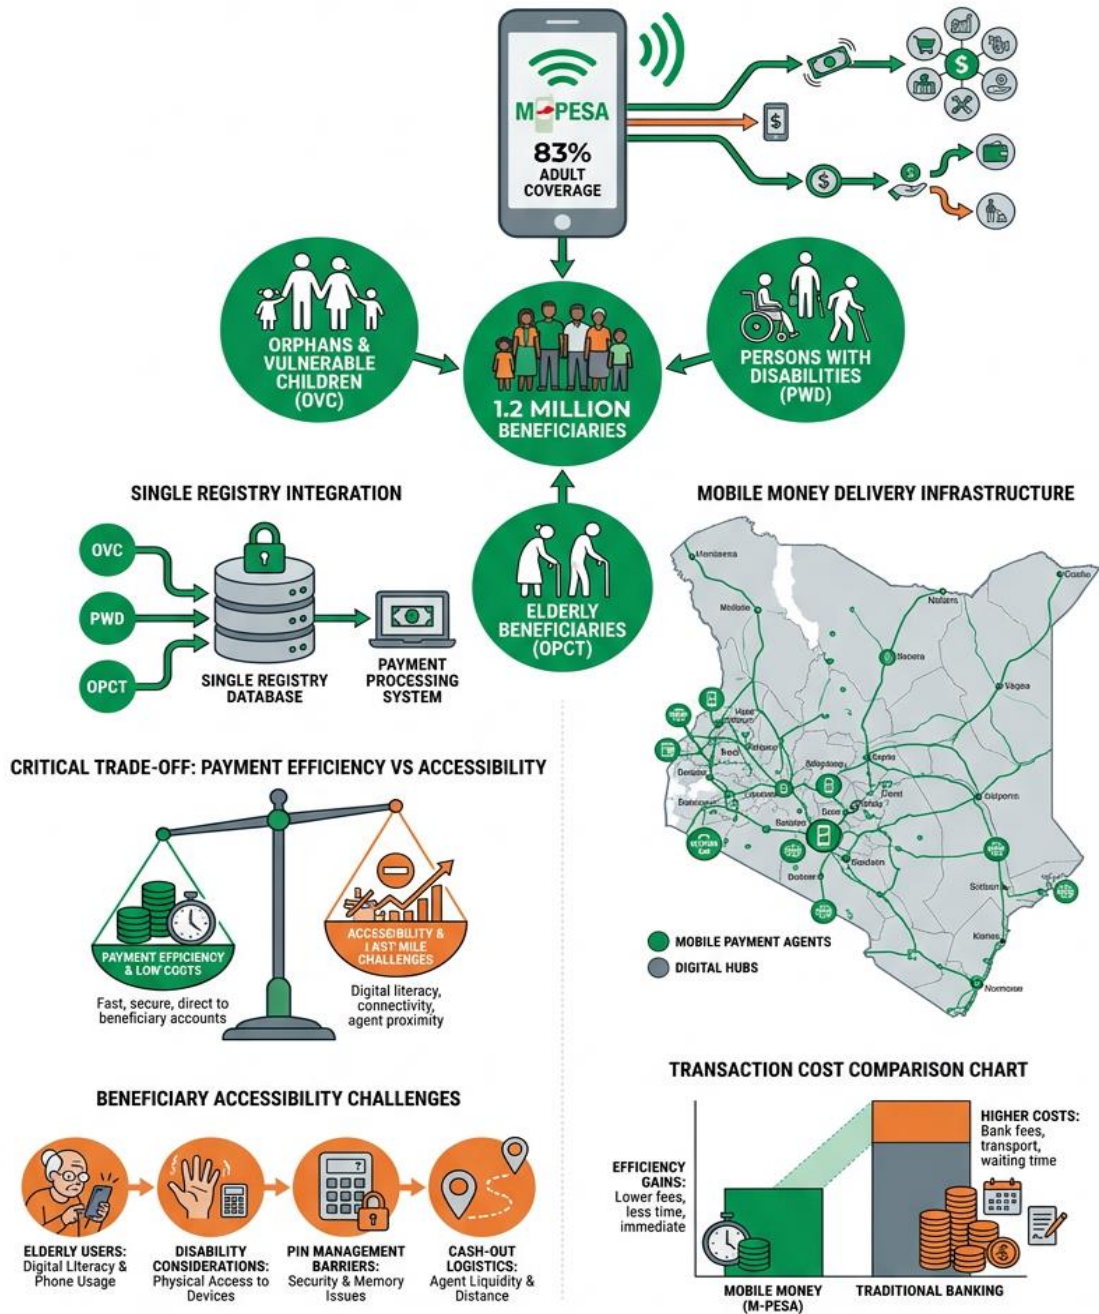 M-PESA
83%
ADULT
COVERAGE
ORPHANS &
VULNERABLE
CHILDREN
(OVC)
1.2 MILLION
BENEFICIARIES
PERSONS WITH
DISABILITIES
(PWD)
SINGLE REGISTRY INTEGRATION
OVC
PWD
OPCT
SINGLE REGISTRY
DATABASE
PAYMENT
PROCESSING
SYSTEM
ELDERLY
BENEFICIARIES
(OPCT)
MOBILE MONEY DELIVERY INFRASTRUCTURE
MOBILE PAYMENT AGENTS
DIGITAL HUBS
CRITICAL TRADE-OFF: PAYMENT EFFICIENCY VS ACCESSIBILITY
PAYMENT EFFICIENCY
& LOW COSTS
Fast, secure, direct to
beneficiary accounts
ACCESSIBILITY &
LAST MILE
CHALLENGES
Digital literacy,
connectivity,
agent proximity
BENEFICIARY ACCESSIBILITY CHALLENGES
ELDERLY USERS:
Digital Literacy &
Phone Usage
DISABILITY
CONSIDERATIONS:
Physical Access to
Devices
PIN MANAGEMENT
BARRIERS:
Security & Memory
Issues
CASH-OUT
LOGISTICS:
Agent Liquidity &
Distance
TRANSACTION COST COMPARISON CHART
EFFICIENCY
GAINS:
Lower fees,
less time,
immediate
HIGHER COSTS:
Bank fees,
transport,
waiting time
MOBILE MONEY
(M-PESA)
TRADITIONAL BANKING